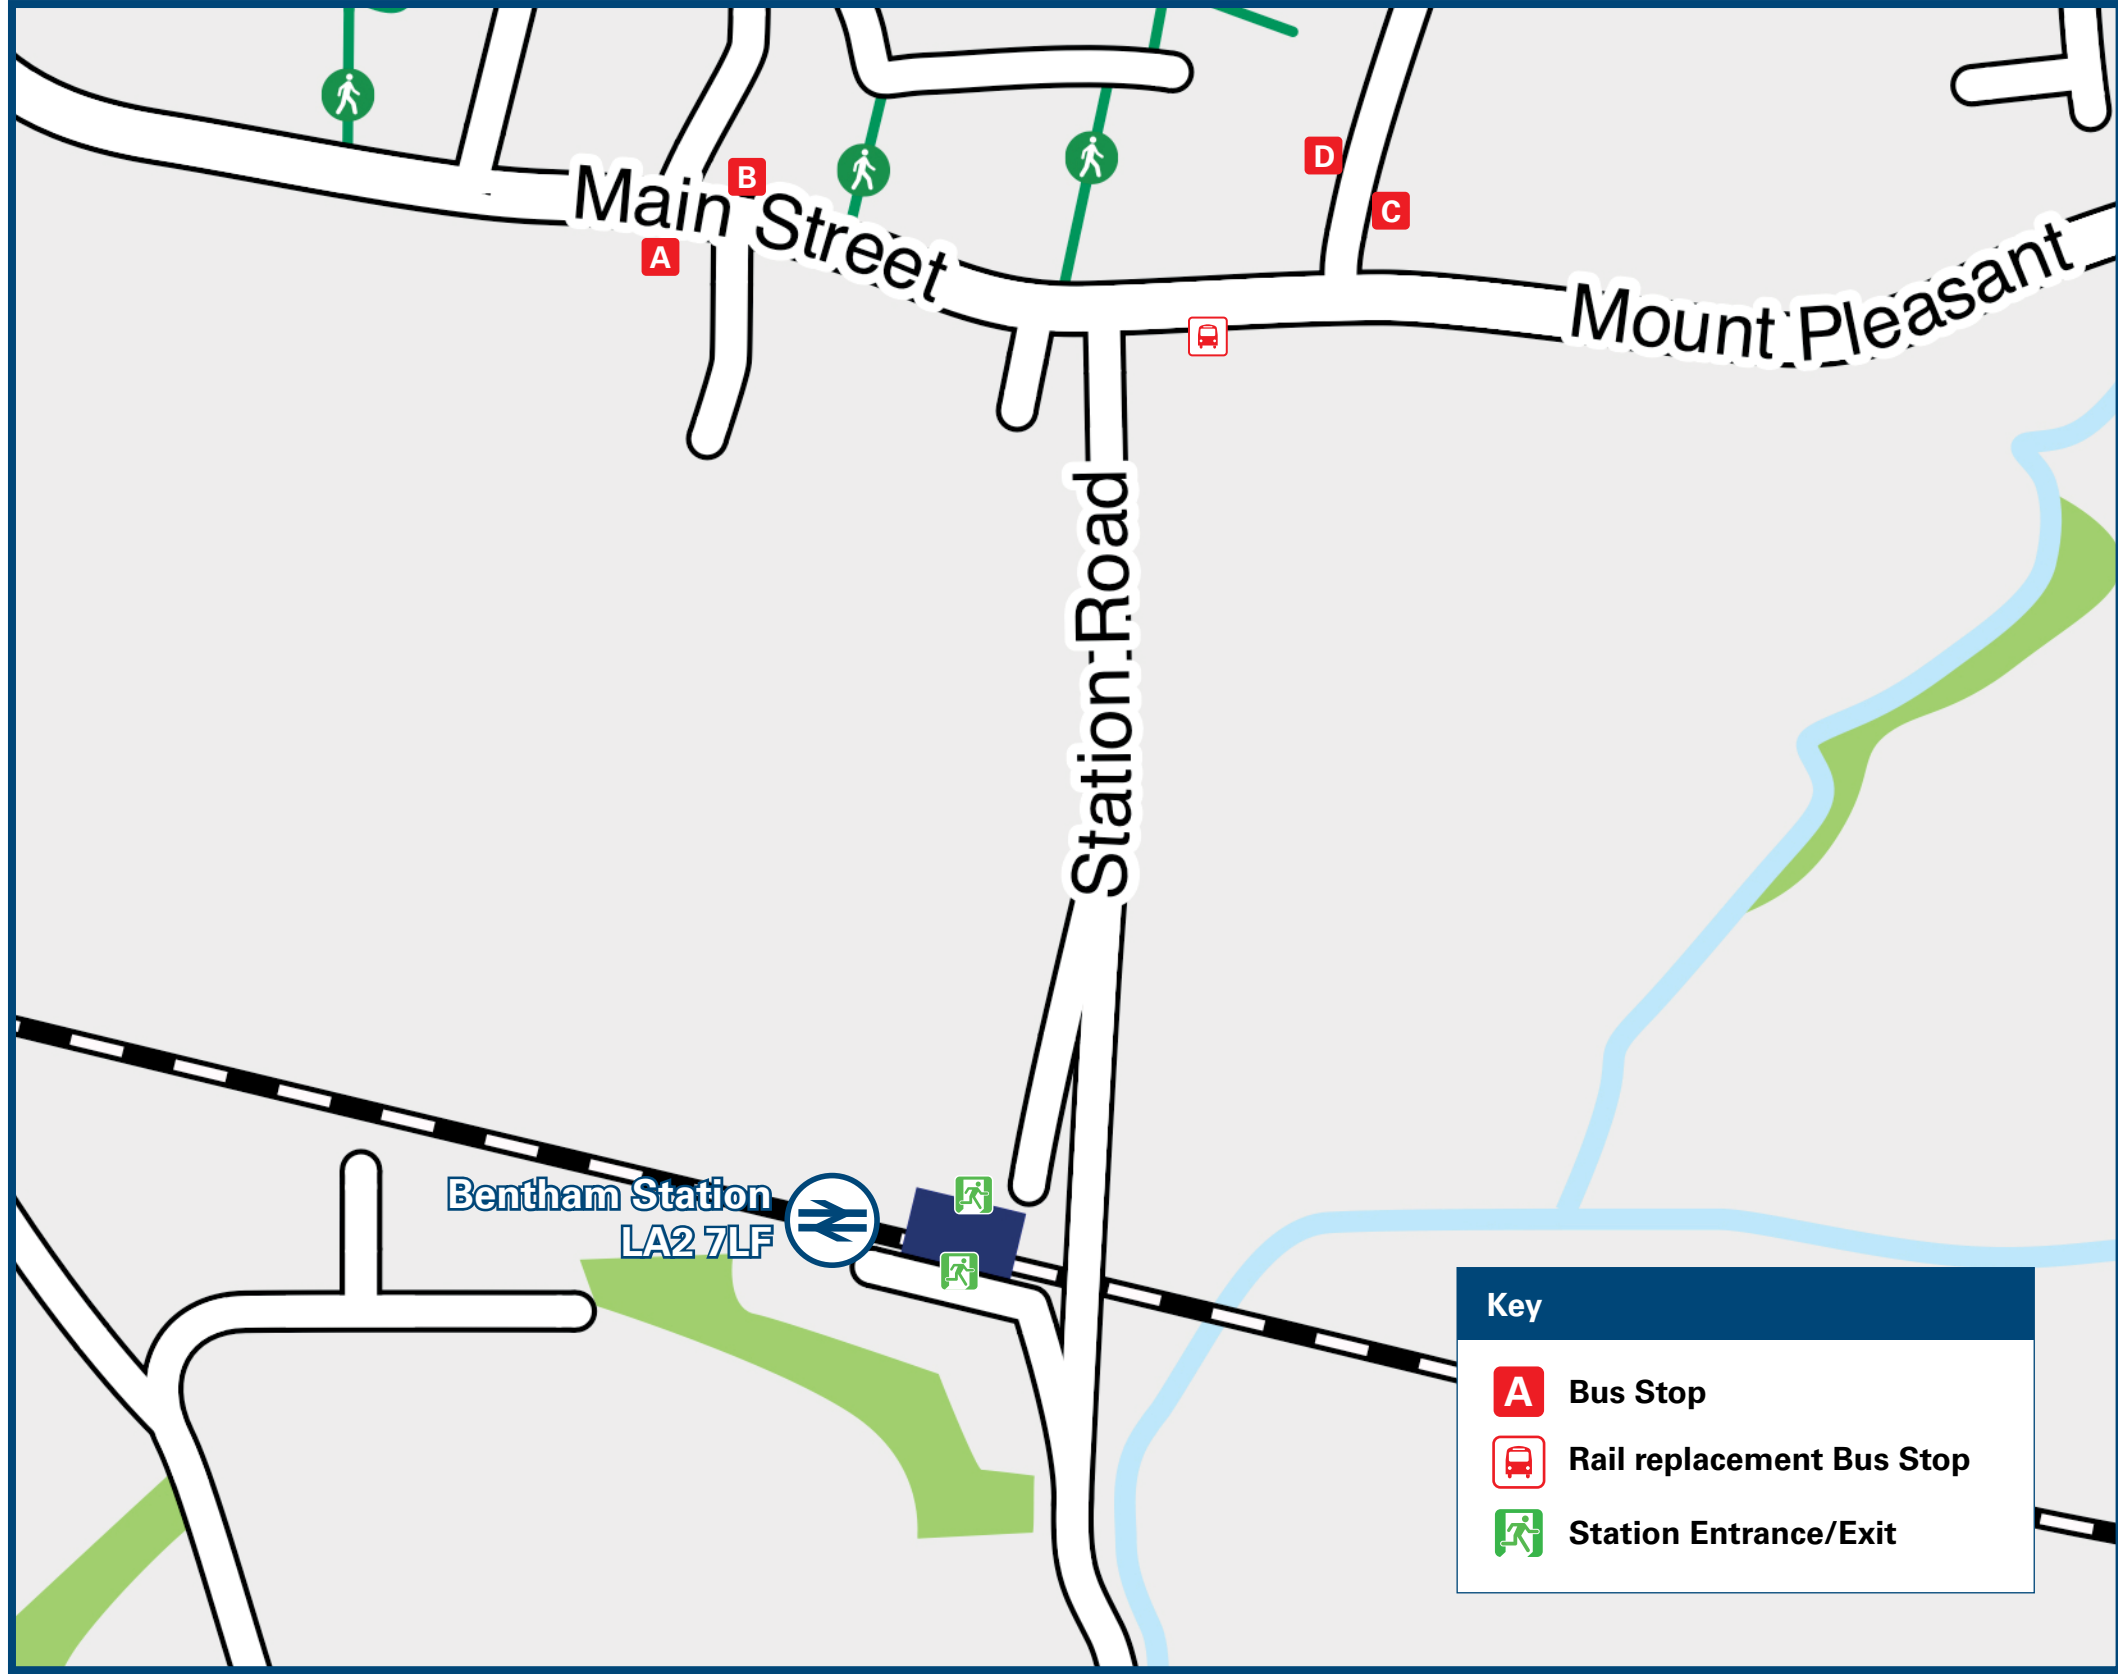 D
B
C
Main Street
A
Mount Pleasant
Station Road
Bentham Station
LA2 7LF
Key
A Bus Stop
Rail replacement Bus Stop
Station Entrance/Exit